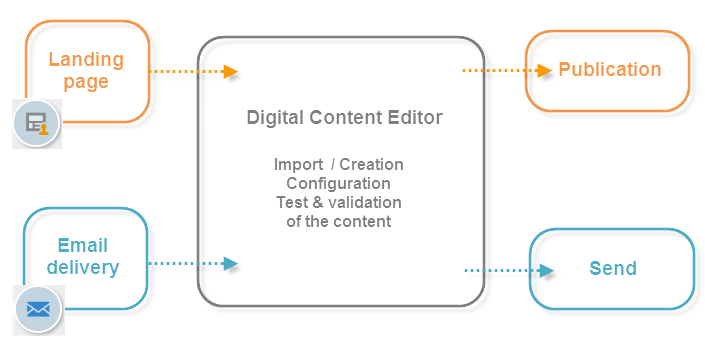 Landing
page
Digital Content Editor
Import / Creation
Configuration
Test & validation
of the content
Publication
Email
delivery
Send